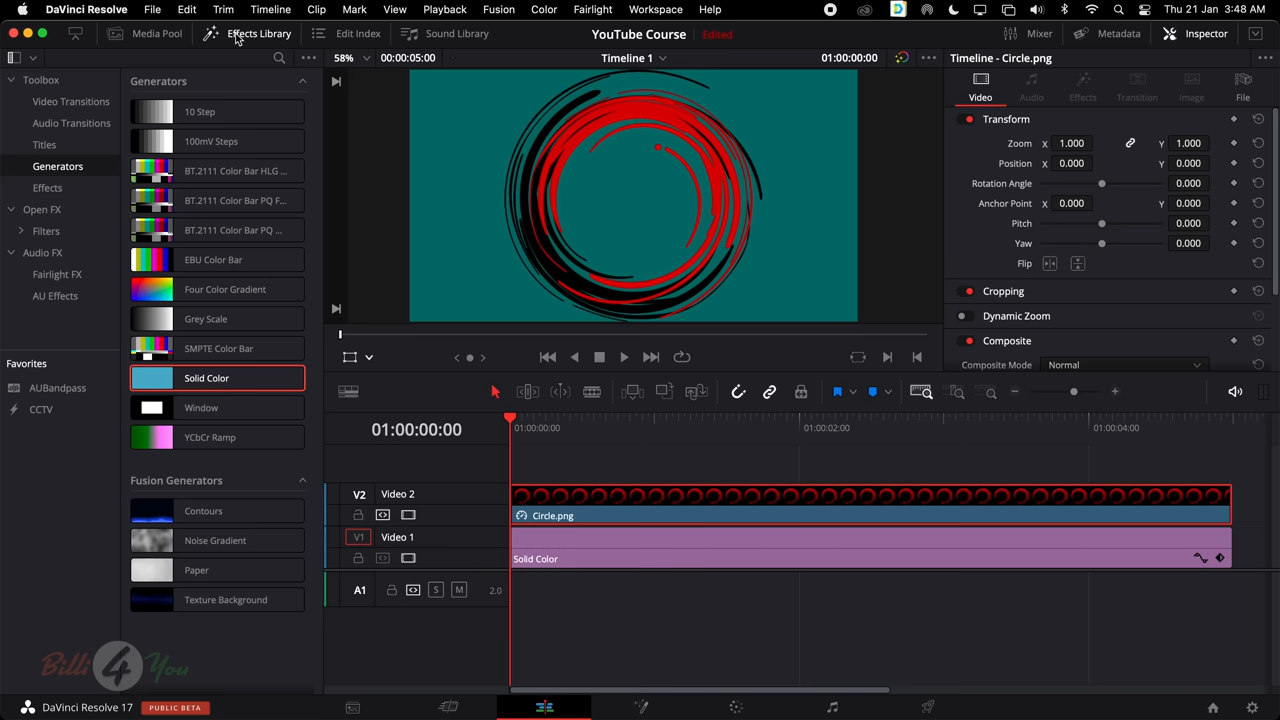 DaVinci Resolve File Edit Trim Timeline Clip Mark View Playback Fusion Color Fairlight Workspace Help Thu 21 Jan 3:48 AM
Media Pool Effects Library Edit Index Sound Library YouTube Course Edited Mixer Metadata Inspector
58% 00:00:05:00 Timeline 1 01:00:00:00 Timeline - Circle.png
Toolbox
Video Transitions
Audio Transitions
Titles
Generators
Effects
Open FX
Filters
Audio FX
Fairlight FX
AU Effects
Favorites
AUBandpass
CCTV
Generators
10 Step
100mV Steps
BT.2111 Color Bar HLG ...
BT.2111 Color Bar PQ F...
BT.2111 Color Bar PQ ...
EBU Color Bar
Four Color Gradient
Grey Scale
SMPTE Color Bar
Solid Color
Window
YCbCr Ramp
Fusion Generators
Contours
Noise Gradient
Paper
Texture Background
Video Audio Effects Transition Image File
Transform
Zoom X 1.000 Y 1.000
Position X 0.000 Y 0.000
Rotation Angle 0.000
Anchor Point X 0.000 Y 0.000
Pitch 0.000
Yaw 0.000
Flip
Cropping
Dynamic Zoom
Composite
Composite Mode Normal
01:00:00:00
01:00:00:00 01:00:02:00 01:00:04:00
V2 Video 2
Circle.png
V1 Video 1
Solid Color
A1 S M 2.0
Billi 4 You
DaVinci Resolve 17 PUBLIC BETA